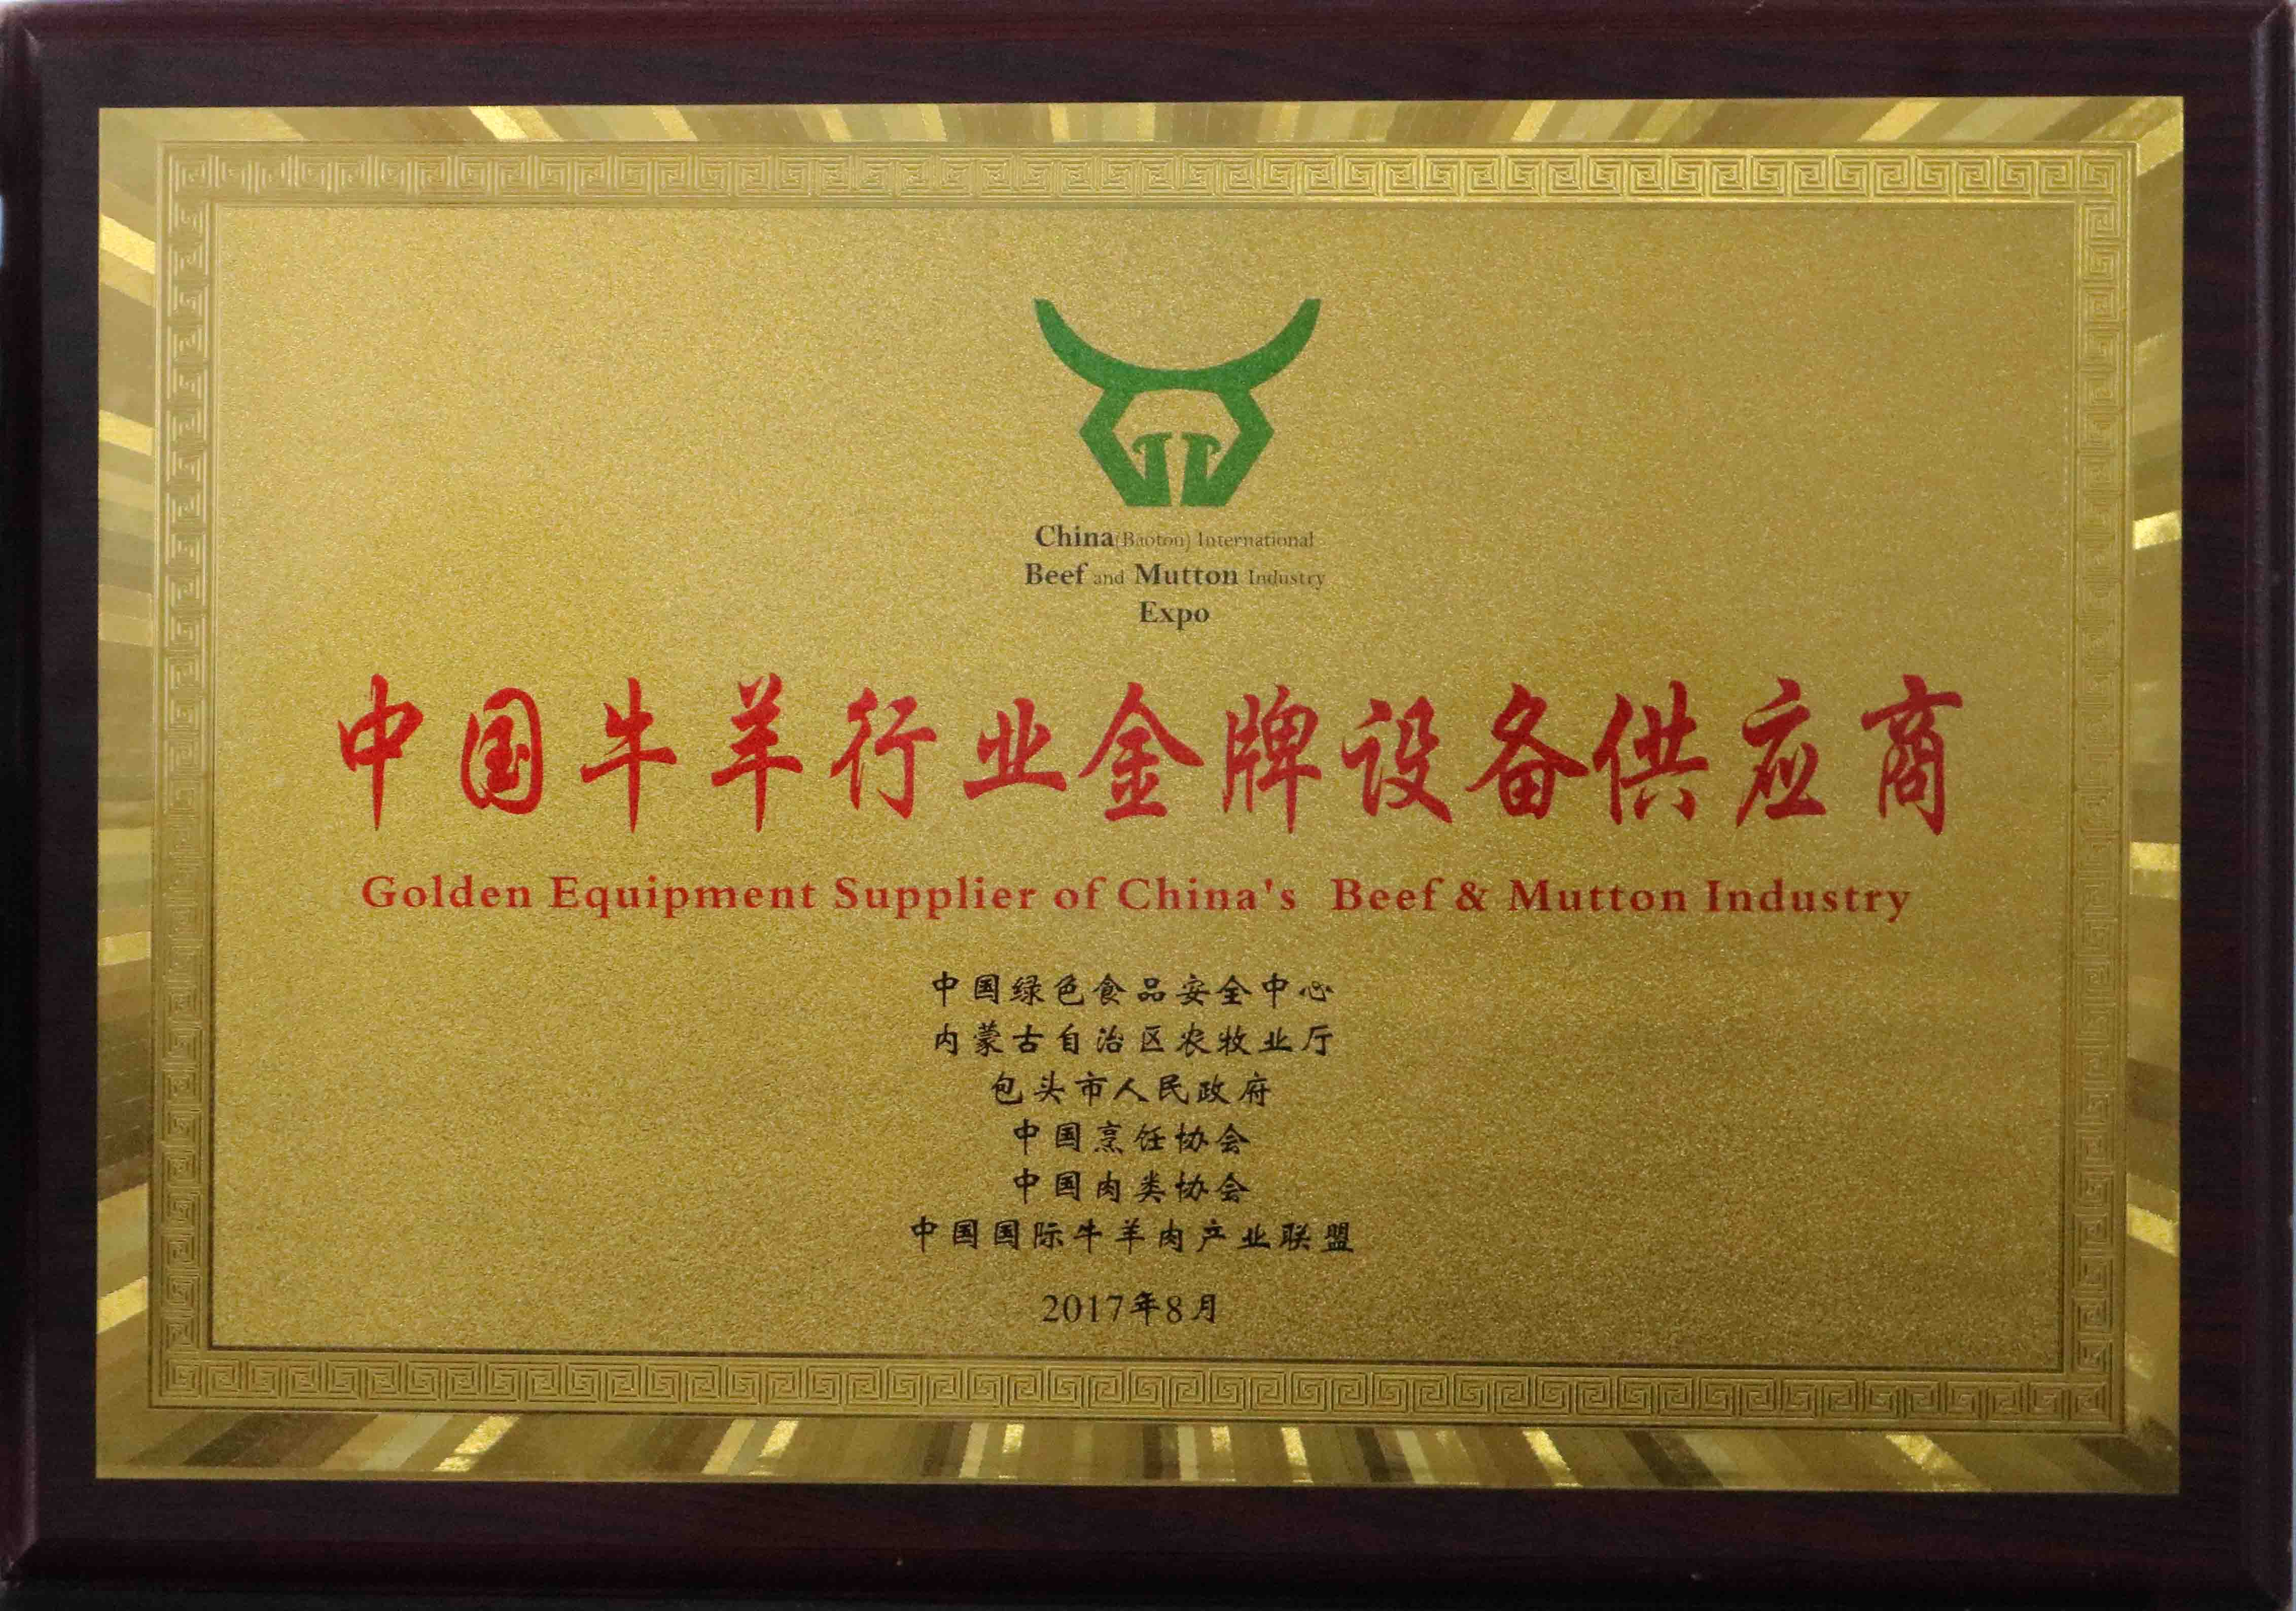 China(Baotou) International
Beef and Mutton Industry
Expo
中国牛羊行业金牌设备供应商
Golden Equipment Supplier of China's Beef & Mutton Industry
中国绿色食品安全中心
内蒙古自治区农牧业厅
包头市人民政府
中国烹饪协会
中国肉类协会
中国国际牛羊肉产业联盟
2017年8月